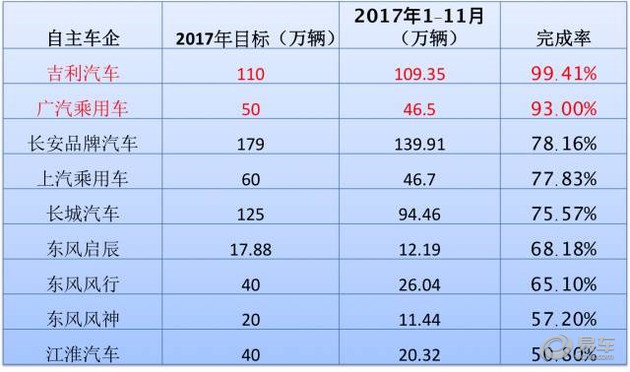 自主车企 2017年目标（万辆） 2017年1-11月（万辆） 完成率
吉利汽车 110 109.35 99.41%
广汽乘用车 50 46.5 93.00%
长安品牌汽车 179 139.91 78.16%
上汽乘用车 60 46.7 77.83%
长城汽车 125 94.46 75.57%
东风启辰 17.88 12.19 68.18%
东风风行 40 26.04 65.10%
东风风神 20 11.44 57.20%
江淮汽车 40 20.32 50.80%
易车